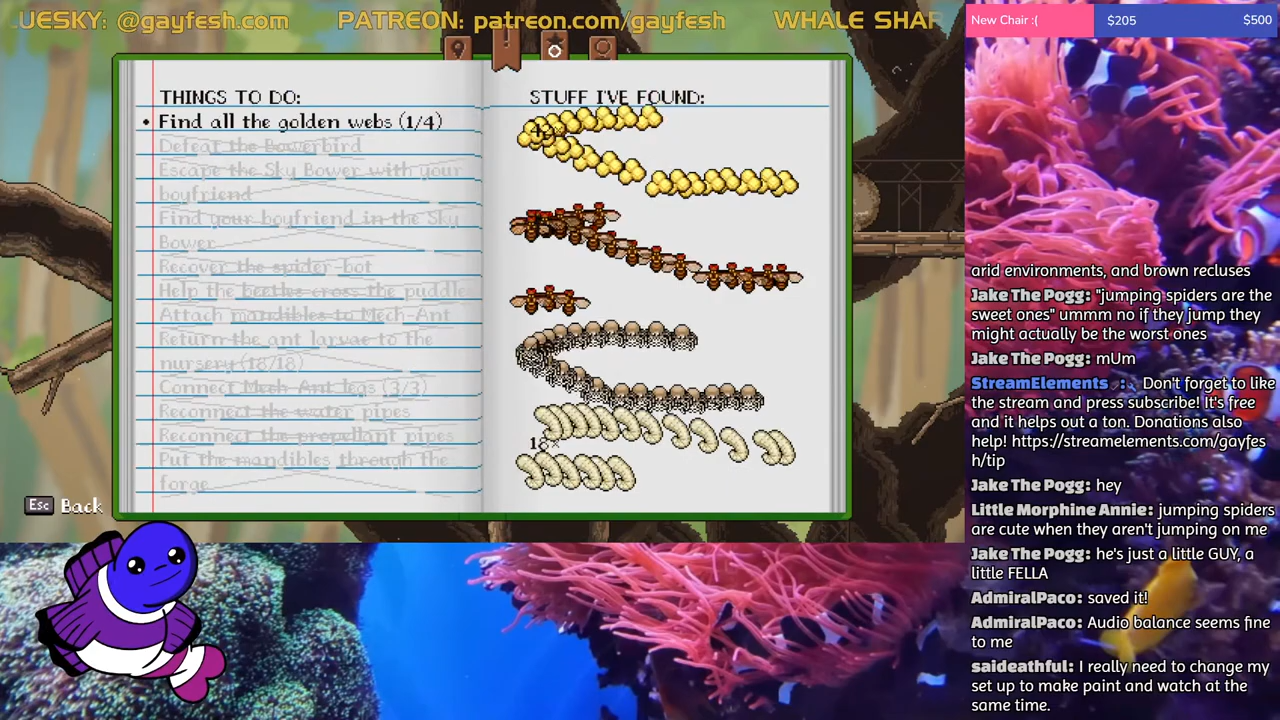 UESKY: @gayfesh.com PATREON: patreon.com/gayfesh WHALE SHAR
New Chair :( $205 $500
THINGS TO DO:
• Find all the golden webs (1/4)
Defeat the Bowerbird
Escape the Sky Bower with your
boyfriend
Find your boyfriend in the Sky
Bower
Recover the spider-bot
Help the beetles cross the puddle
Attach mandibles to Mech-Ant
Return the ant larvae to the
nursery (18/18)
Connect Mech-Ant legs (3/3)
Reconnect the water pipes
Reconnect the propellant pipes
Put the mandibles through the
forge
STUFF I'VE FOUND:
18x
Esc Back
arid environments, and brown recluses
Jake The Pogg: "jumping spiders are the
sweet ones" ummm no if they jump they
might actually be the worst ones
Jake The Pogg: mUm
StreamElements : Don't forget to like
the stream and press subscribe! It's free
and it helps out a ton. Donations also
help! https://streamelements.com/gayfes
h/tip
Jake The Pogg: hey
Little Morphine Annie: jumping spiders
are cute when they aren't jumping on me
Jake The Pogg: he's just a little GUY, a
little FELLA
AdmiralPaco: saved it!
AdmiralPaco: Audio balance seems fine
to me
saideathful: I really need to change my
set up to make paint and watch at the
same time.